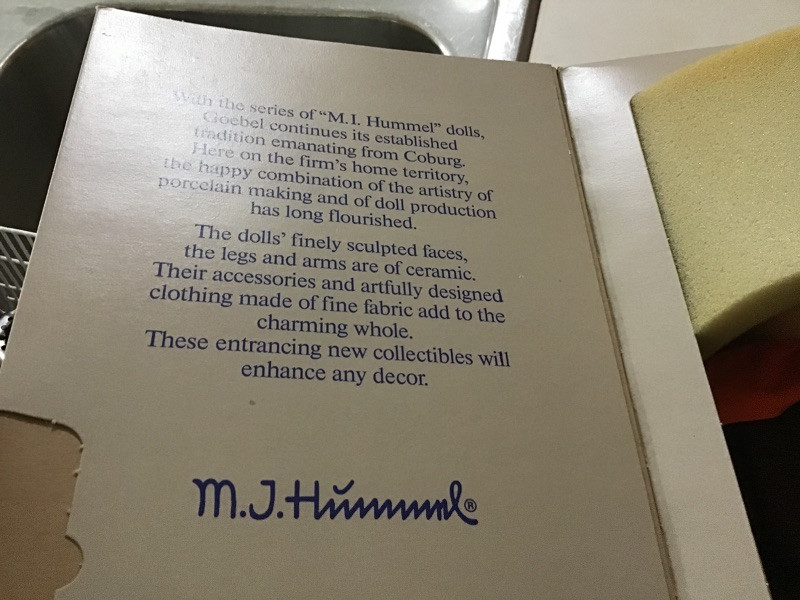 With the series of "M.I. Hummel" dolls,
Goebel continues its established
tradition emanating from Coburg.
Here on the firm's home territory,
the happy combination of the artistry of
porcelain making and of doll production
has long flourished.
The dolls' finely sculpted faces,
the legs and arms are of ceramic.
Their accessories and artfully designed
clothing made of fine fabric add to the
charming whole.
These entrancing new collectibles will
enhance any decor.
M.J.Hummel®